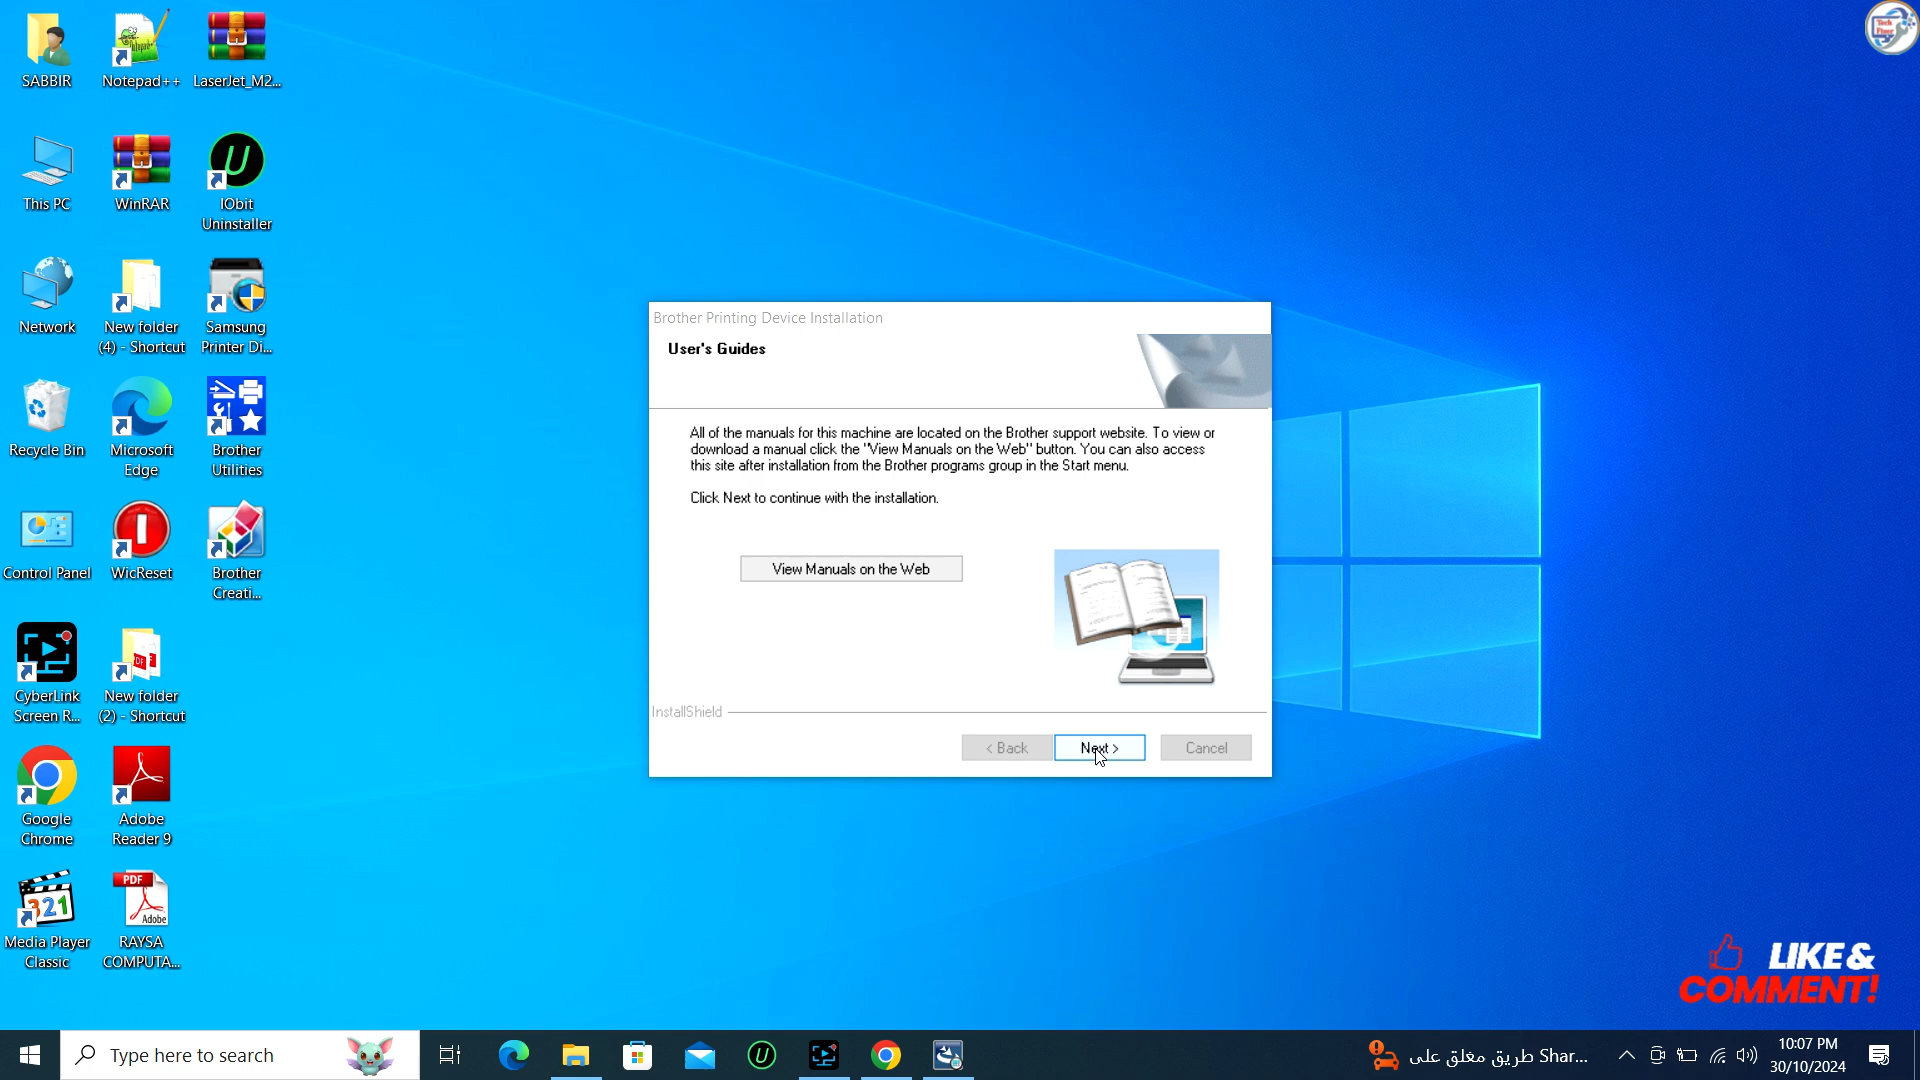 SABBIR
Notepad++
LaserJet_M2...
This PC
WinRAR
IObit
Uninstaller
Network
New folder
(4) - Shortcut
Samsung
Printer Di...
Recycle Bin
Microsoft
Edge
Brother
Utilities
Control Panel
WicReset
Brother
Creati...
CyberLink
Screen R...
New folder
(2) - Shortcut
Google
Chrome
Adobe
Reader 9
Media Player
Classic
RAYSA
COMPUTA...
PDF
Adobe
321
Tech
Fixer
Brother Printing Device Installation
User's Guides
All of the manuals for this machine are located on the Brother support website. To view or
download a manual click the "View Manuals on the Web" button. You can also access
this site after installation from the Brother programs group in the Start menu.
Click Next to continue with the installation.
View Manuals on the Web
InstallShield
< Back
Next >
Cancel
LIKE &
COMMENT!
Type here to search
طريق مغلق على Shar...
10:07 PM
30/10/2024